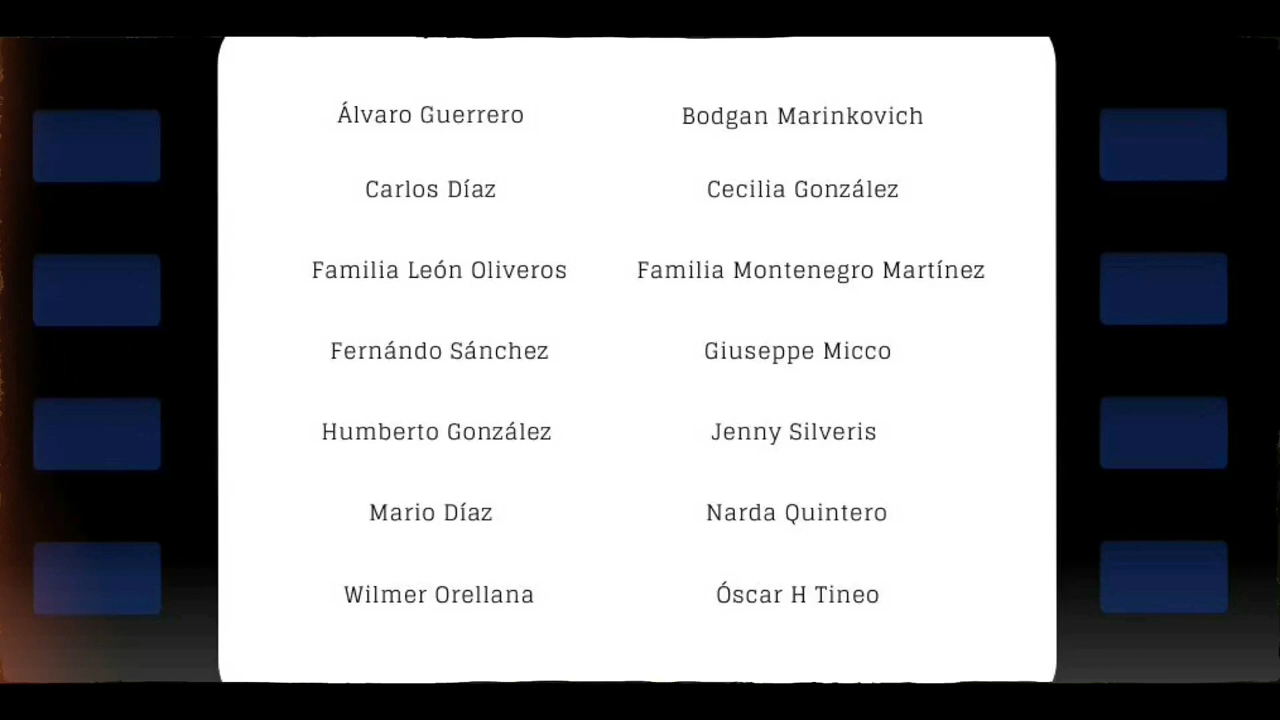 Álvaro Guerrero
Bodgan Marinkovich
Carlos Díaz
Cecilia González
Familia León Oliveros
Familia Montenegro Martínez
Fernándo Sánchez
Giuseppe Micco
Humberto González
Jenny Silveris
Mario Díaz
Narda Quintero
Wilmer Orellana
Óscar H Tineo